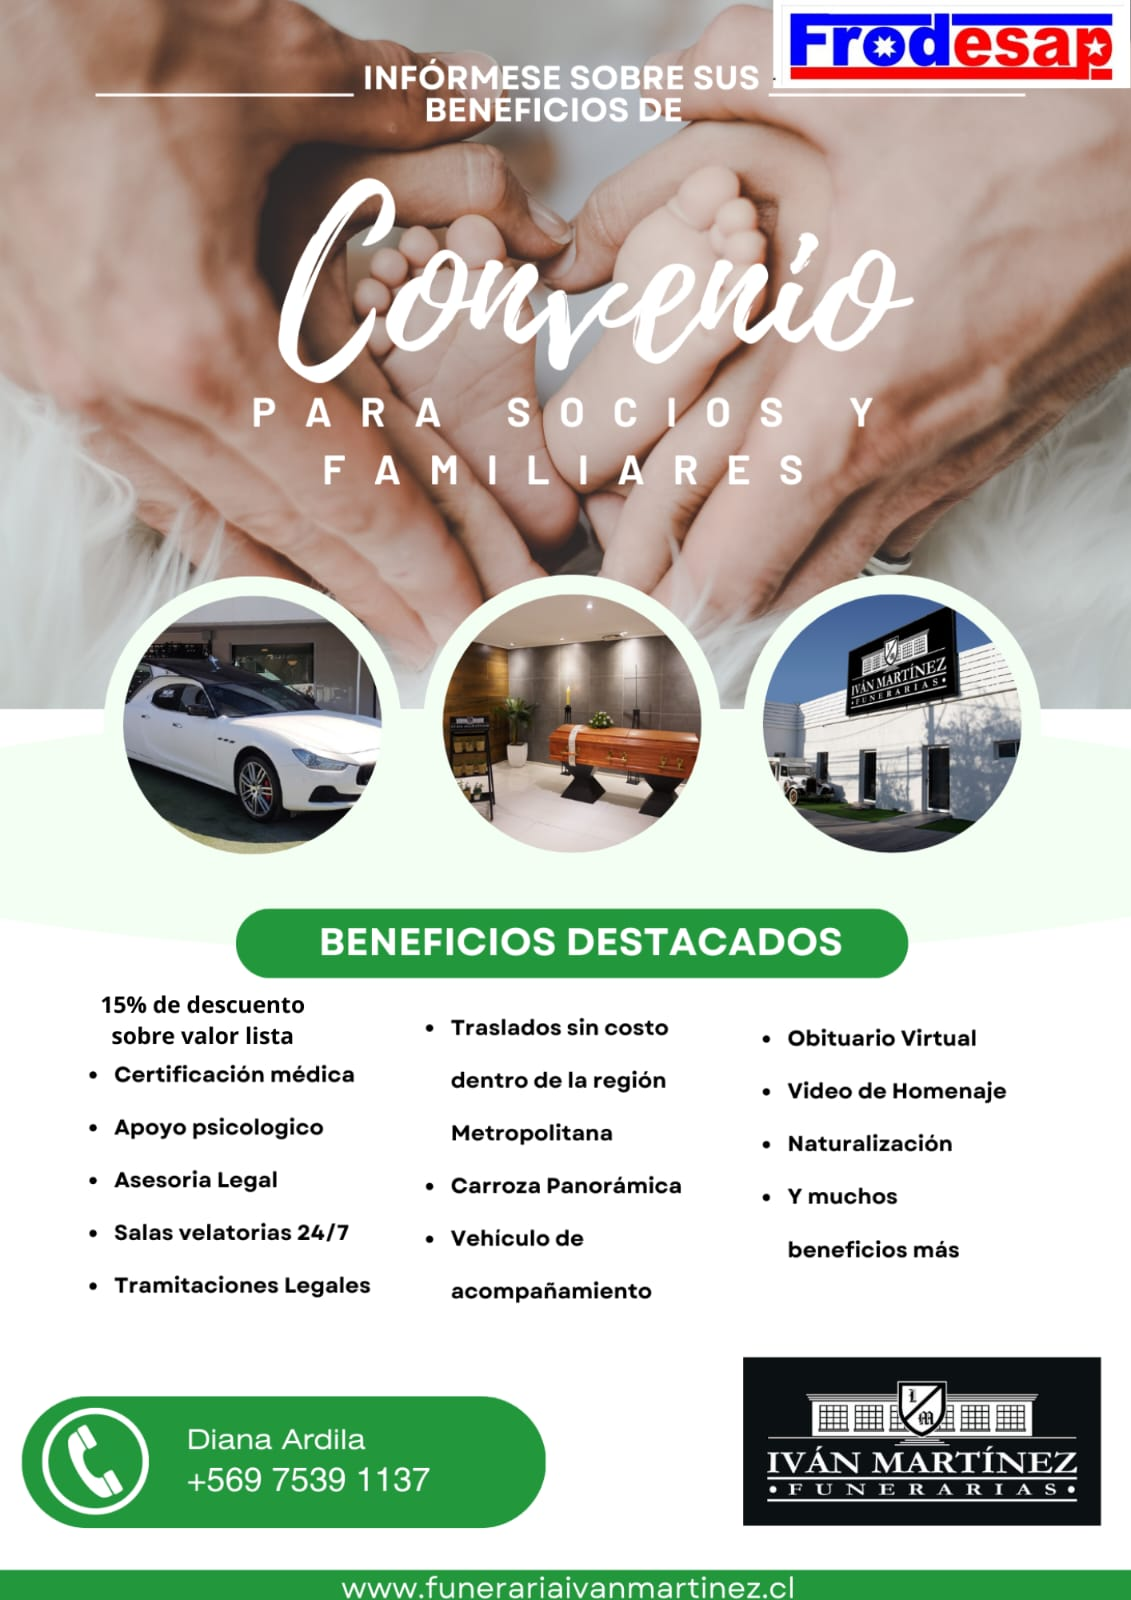 Frodesap
INFÓRMESE SOBRE SUS
BENEFICIOS DE
Convenio
PARA SOCIOS Y
FAMILIARES
IVÁN MARTÍNEZ
•FUNERARIAS•
BENEFICIOS DESTACADOS
15% de descuento
sobre valor lista
• Certificación médica
• Apoyo psicologico
• Asesoria Legal
• Salas velatorias 24/7
• Tramitaciones Legales
• Traslados sin costo
dentro de la región
Metropolitana
• Carroza Panorámica
• Vehículo de
acompañamiento
• Obituario Virtual
• Video de Homenaje
• Naturalización
• Y muchos
beneficios más
Diana Ardila
+569 7539 1137
I M
IVÁN MARTÍNEZ
• FUNERARIAS •
www.funerariaivanmartinez.cl